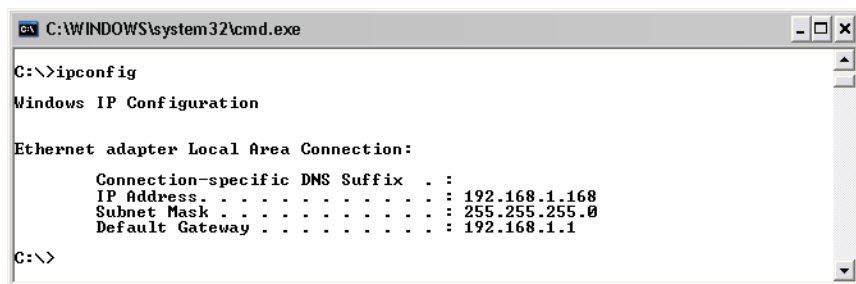 C:\WINDOWS\system32\cmd.exe
C:\>ipconfig
Windows IP Configuration
Ethernet adapter Local Area Connection:
Connection-specific DNS Suffix . :
IP Address. . . . . . . . . . . . : 192.168.1.168
Subnet Mask . . . . . . . . . . . : 255.255.255.0
Default Gateway . . . . . . . . . : 192.168.1.1
C:\>